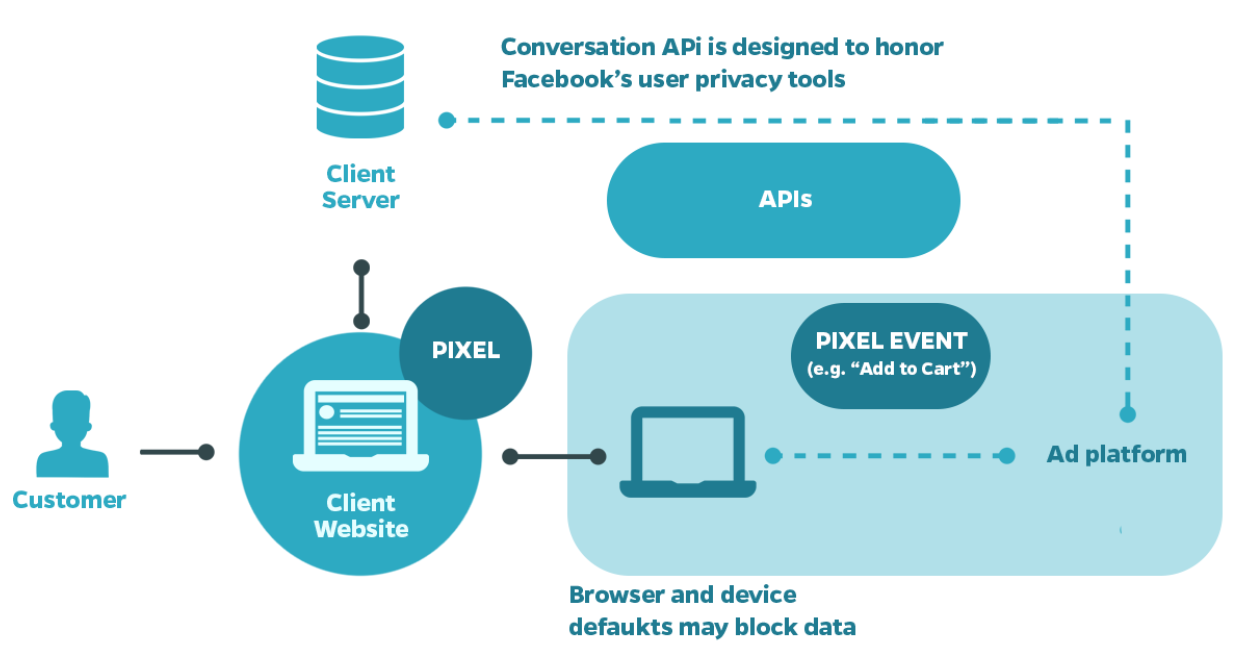 Conversation APi is designed to honor
Facebook's user privacy tools
Client
Server
APIs
PIXEL
PIXEL EVENT
(e.g. “Add to Cart”)
Customer
Client
Website
Ad platform
Browser and device
defaukts may block data